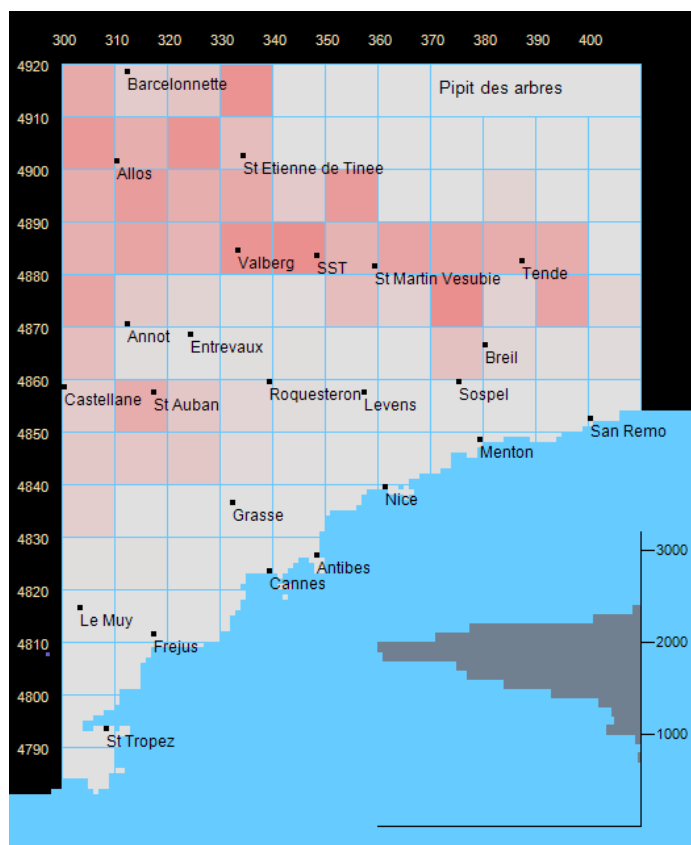 300 310 320 330 340 350 360 370 380 390 400
4920
Barcelonnette
Pipit des arbres
4910
4900
Allos
St Etienne de Tinee
4890
Valberg
SST
St Martin Vesubie
Tende
4880
4870
Annot
Entrevaux
Breil
4860
Castellane
St Auban
Roquesteron
Levens
Sospel
4850
San Remo
Menton
4840
Nice
Grasse
4830
3000
Antibes
Cannes
4820
Le Muy
Frejus
4810
2000
4800
St Tropez
4790
1000